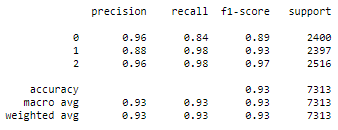 precision recall f1-score support
0 0.96 0.84 0.89 2400
1 0.88 0.98 0.93 2397
2 0.96 0.98 0.97 2516
accuracy 0.93 7313
macro avg 0.93 0.93 0.93 7313
weighted avg 0.93 0.93 0.93 7313